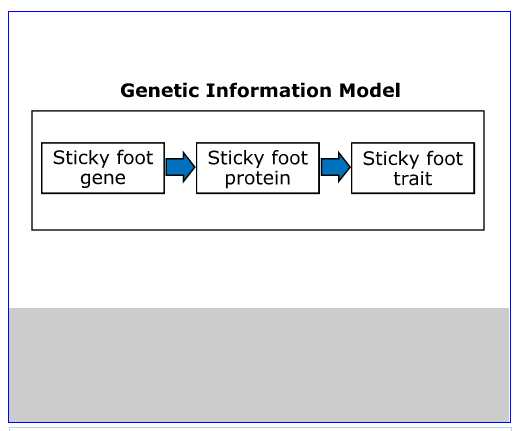 Genetic Information Model
Sticky foot
gene
Sticky foot
protein
Sticky foot
trait